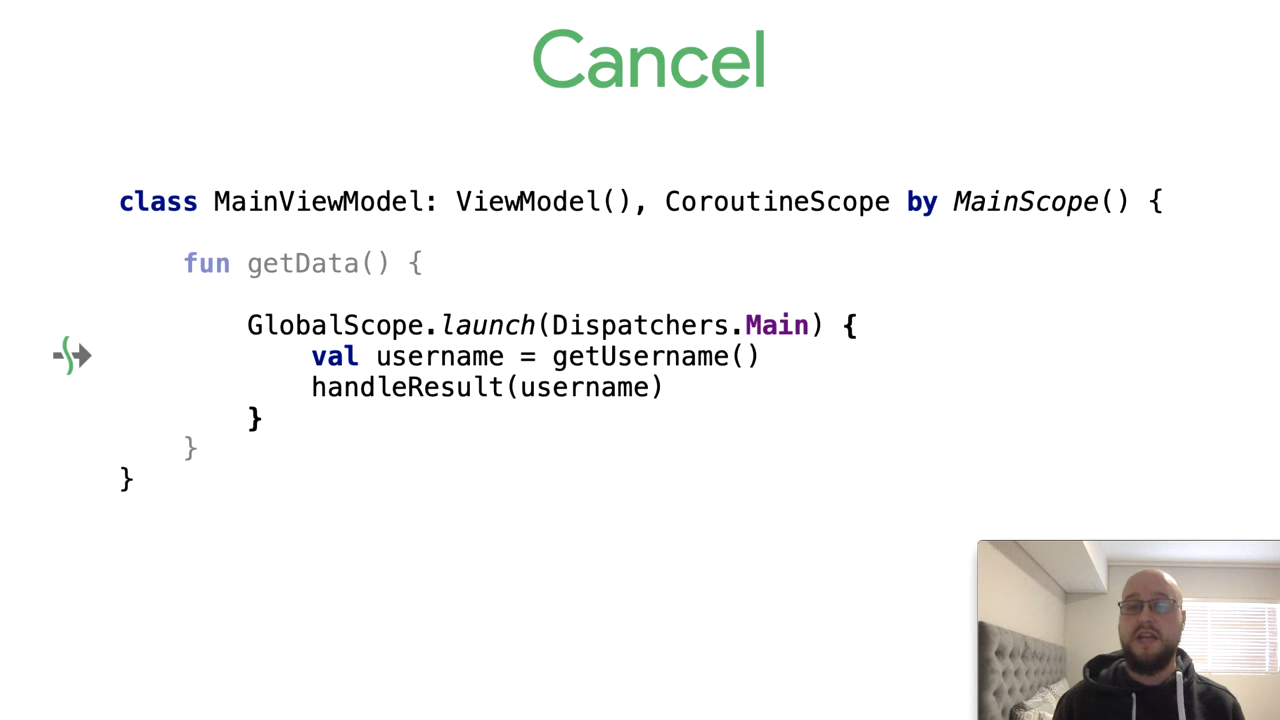 Cancel
class MainViewModel: ViewModel(), CoroutineScope by MainScope() {
fun getData() {
GlobalScope.launch(Dispatchers.Main) {
val username = getUsername()
handleResult(username)
}
}
}